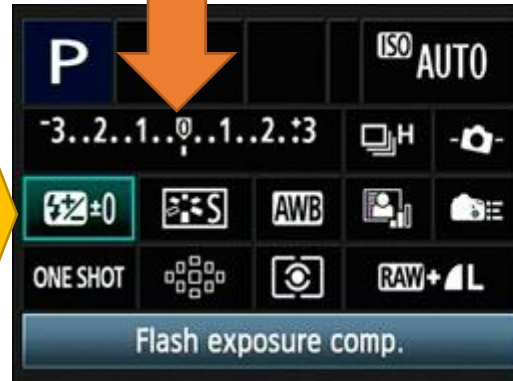 P ISO AUTO
-3..2..1..0..1..2.:+3 H
±0 S AWB
ONE SHOT RAW+L
Flash exposure comp.